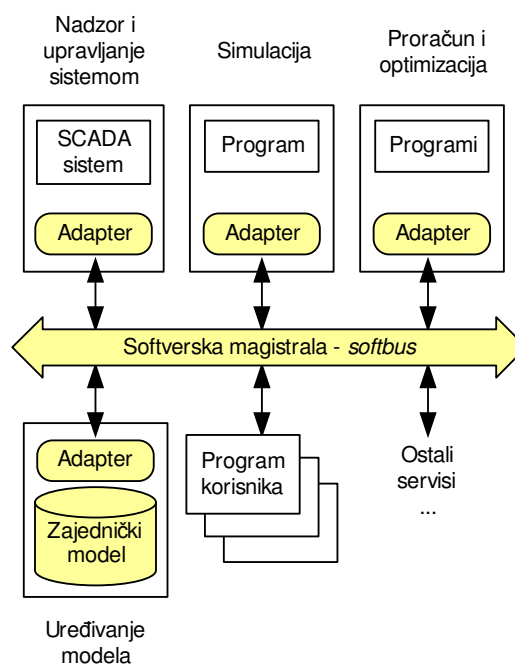 Nadzor i
upravljanje
sistemom
Simulacija
Proračun i
optimizacija
SCADA
sistem
Adapter
Program
Adapter
Programi
Adapter
Softverska magistrala - softbus
Adapter
Zajednički
model
Uređivanje
modela
Program
korisnika
Ostali
servisi
...